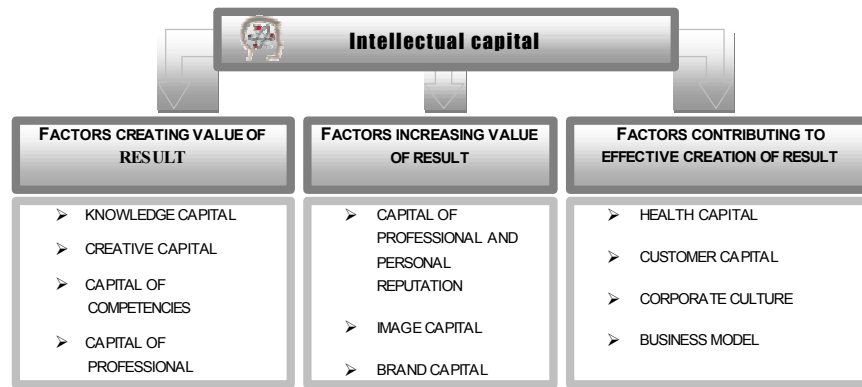 Intellectual capital
FACTORS CREATING VALUE OF
RESULT
KNOWLEDGE CAPITAL
CREATIVE CAPITAL
CAPITAL OF
COMPETENCIES
CAPITAL OF
PROFESSIONAL
FACTORS INCREASING VALUE
OF RESULT
CAPITAL OF
PROFESSIONAL AND
PERSONAL
REPUTATION
IMAGE CAPITAL
BRAND CAPITAL
FACTORS CONTRIBUTING TO
EFFECTIVE CREATION OF RESULT
HEALTH CAPITAL
CUSTOMER CAPITAL
CORPORATE CULTURE
BUSINESS MODEL